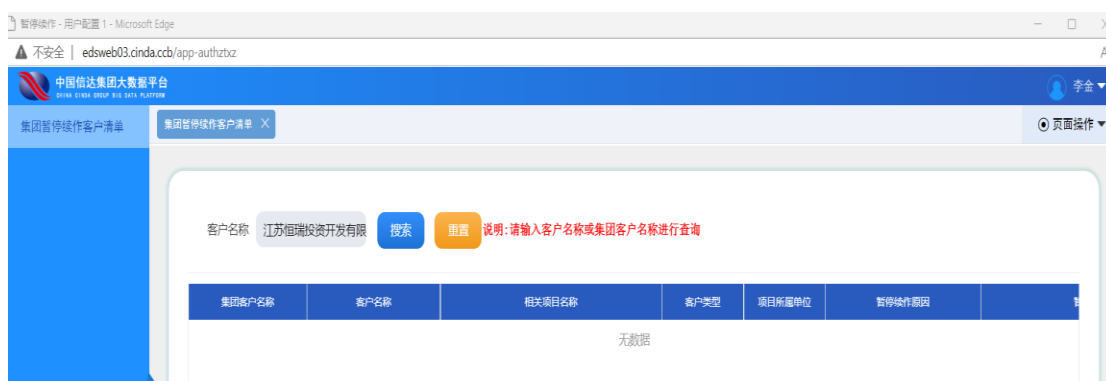 暂停续作 - 用户配置 1 - Microsoft Edge
不安全 | edsweb03.cinda.ccb/app-authztxz
中国信达集团大数据平台
CHINA CINDA GROUP BIG DATA PLATFORM
李金
集团暂停续作客户清单
集团暂停续作客户清单 X
页面操作
客户名称 江苏恒瑞投资开发有限 搜索 重置 说明:请输入客户名称或集团客户名称进行查询
集团客户名称 客户名称 相关项目名称 客户类型 项目所属单位 暂停续作原因
无数据